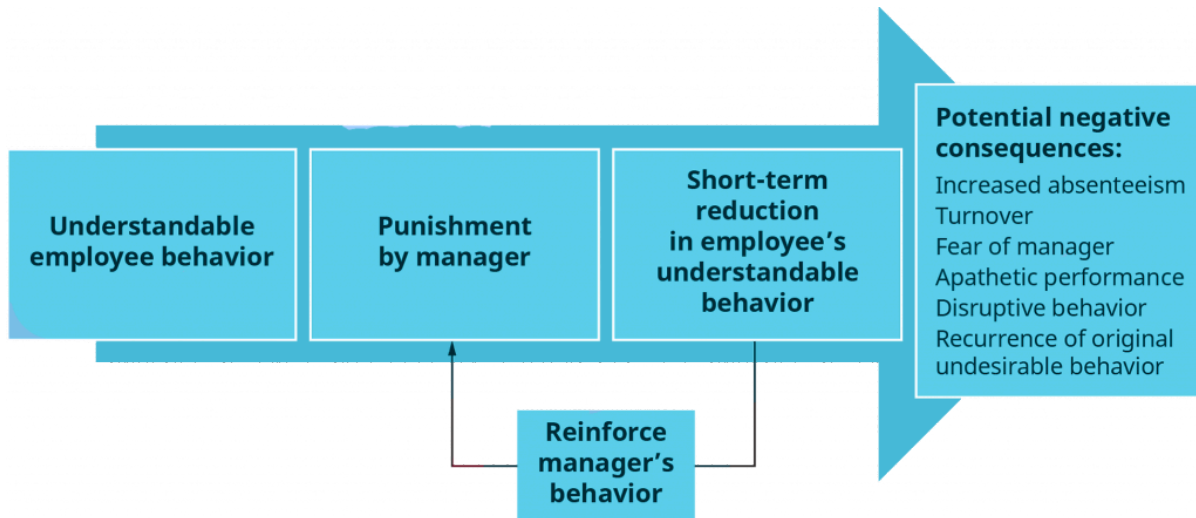 Understandable
employee behavior
Punishment
by manager
Short-term
reduction
in employee’s
understandable
behavior
Potential negative
consequences:
Increased absenteeism
Turnover
Fear of manager
Apathetic performance
Disruptive behavior
Recurrence of original
undesirable behavior
Reinforce
manager’s
behavior